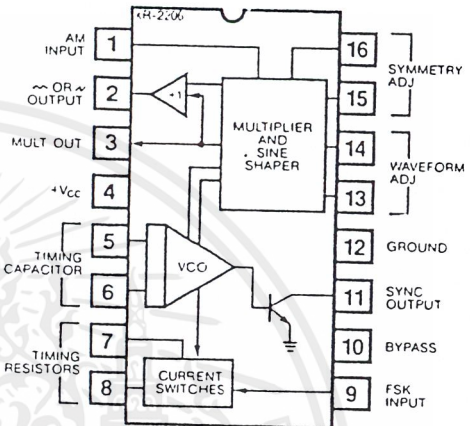 XR-2206
AM
INPUT
1
~ OR ~
OUTPUT
2
MULT OUT
3
+Vcc
4
TIMING
CAPACITOR
5
6
TIMING
RESISTORS
7
8
+1
MULTIPLIER
AND
SINE
SHAPER
VCO
CURRENT
SWITCHES
16
15
SYMMETRY
ADJ
14
13
WAVEFORM
ADJ
12
GROUND
11
SYNC
OUTPUT
10
BYPASS
9
FSK
INPUT